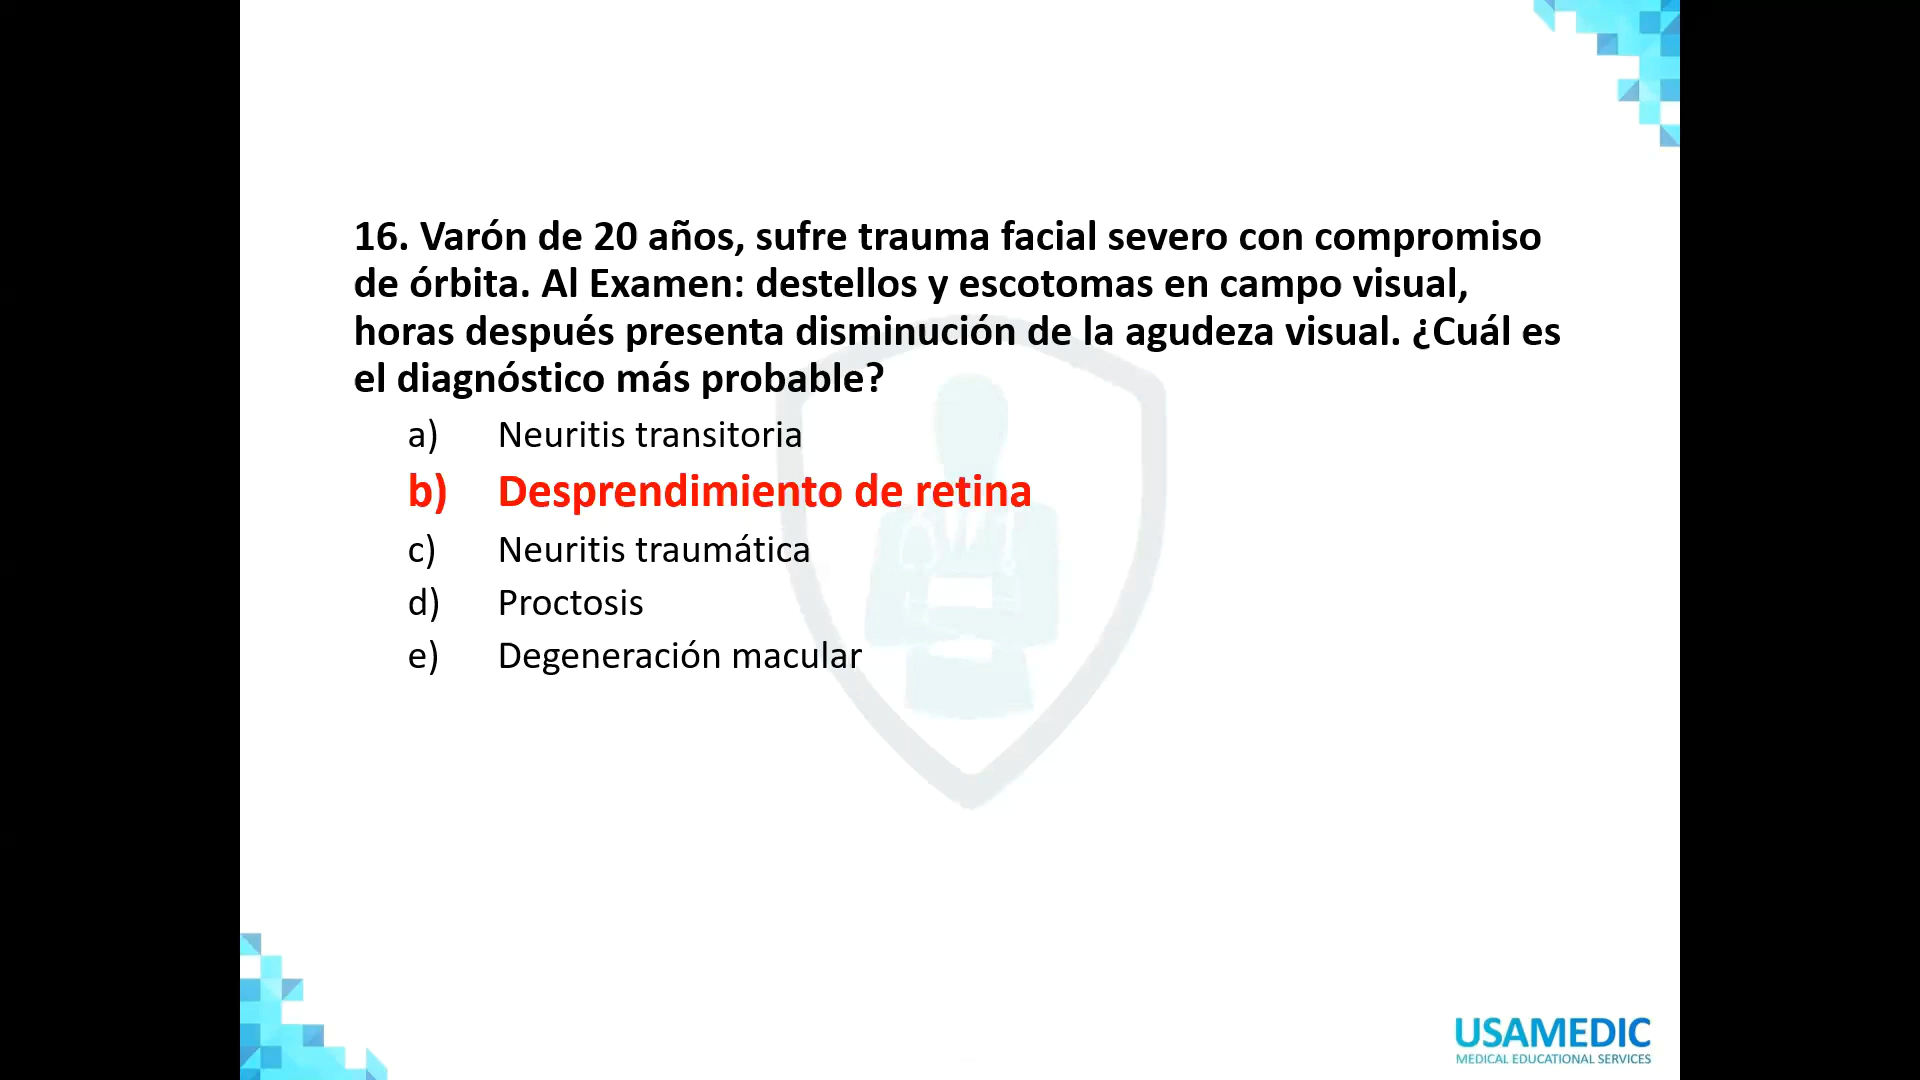 16. Varón de 20 años, sufre trauma facial severo con compromiso
de órbita. Al Examen: destellos y escotomas en campo visual,
horas después presenta disminución de la agudeza visual. ¿Cuál es
el diagnóstico más probable?
a) Neuritis transitoria
b) Desprendimiento de retina
c) Neuritis traumática
d) Proctosis
e) Degeneración macular
USAMEDIC
MEDICAL EDUCATIONAL SERVICES